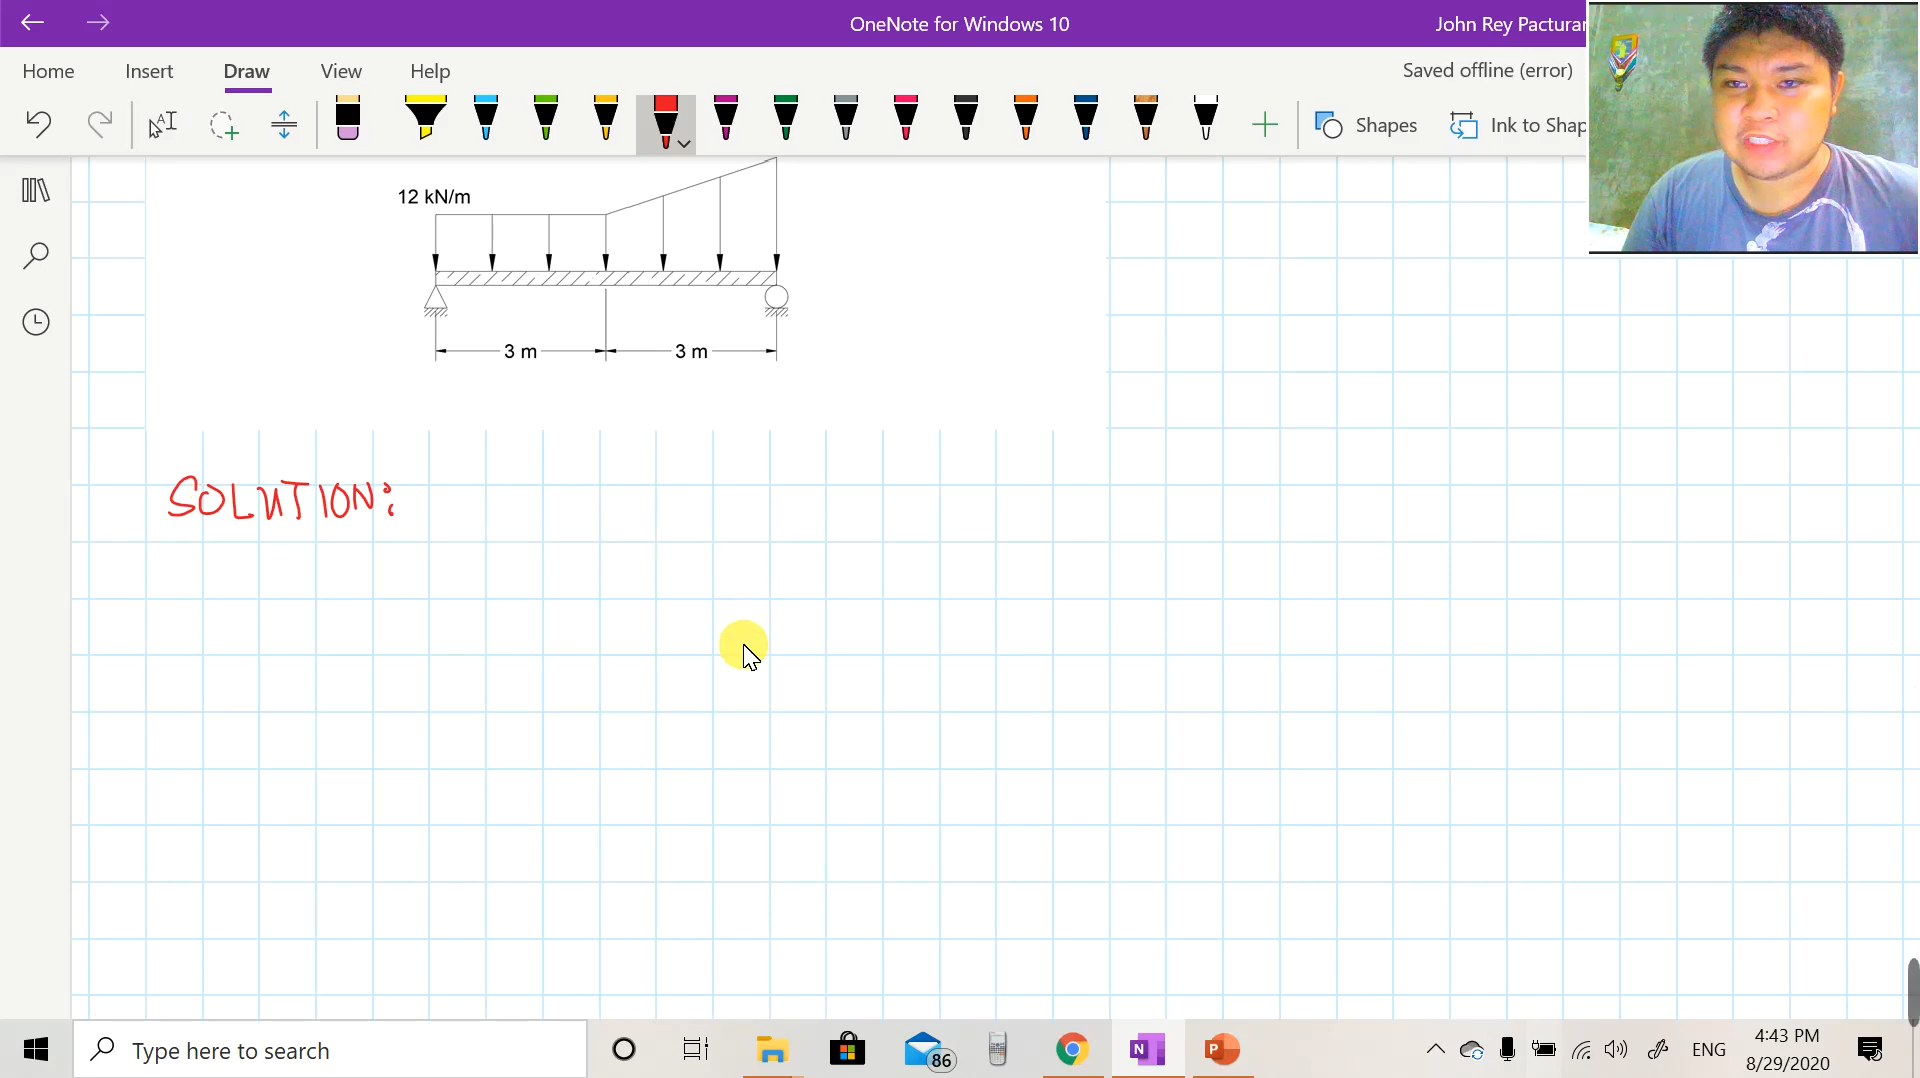 OneNote for Windows 10
John Rey Pacturan
Home Insert Draw View Help
Saved offline (error)
Shapes
Ink to Shap
12 kN/m
3 m 3 m
SOLUTION:
Type here to search
86
N
P
ENG
4:43 PM
8/29/2020